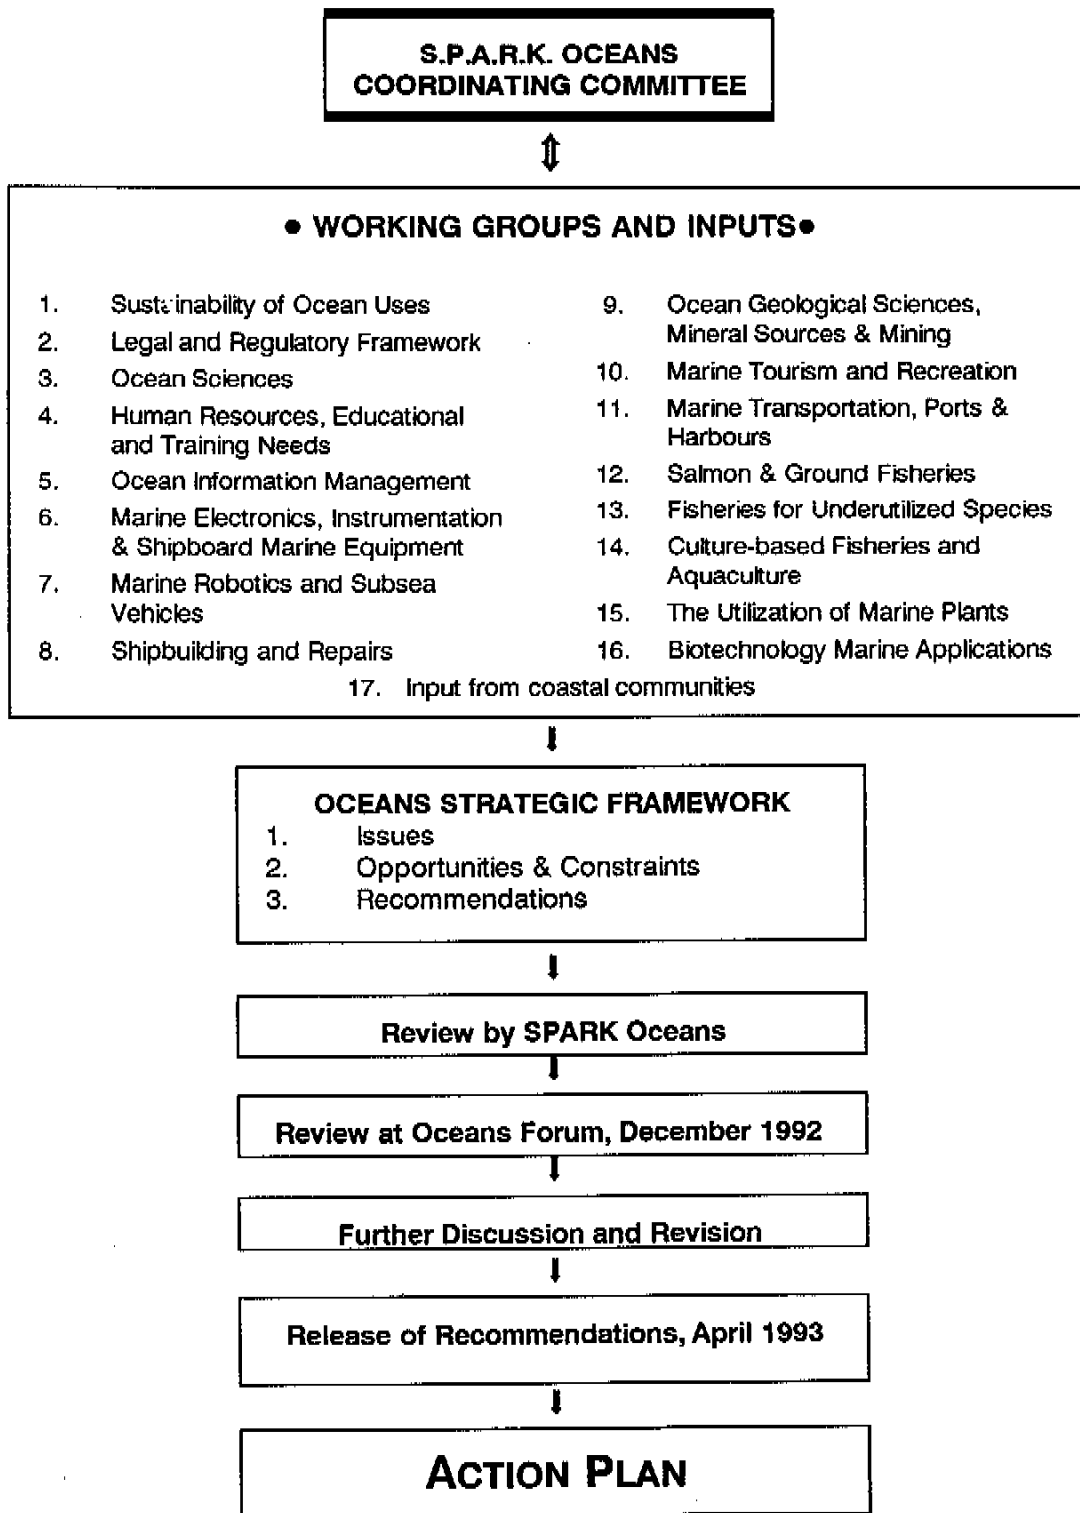 S.P.A.R.K. OCEANS
COORDINATING COMMITTEE
● WORKING GROUPS AND INPUTS●
1. Sustainability of Ocean Uses
2. Legal and Regulatory Framework
3. Ocean Sciences
4. Human Resources, Educational
and Training Needs
5. Ocean Information Management
6. Marine Electronics, Instrumentation
& Shipboard Marine Equipment
7. Marine Robotics and Subsea
Vehicles
8. Shipbuilding and Repairs
9. Ocean Geological Sciences,
Mineral Sources & Mining
10. Marine Tourism and Recreation
11. Marine Transportation, Ports &
Harbours
12. Salmon & Ground Fisheries
13. Fisheries for Underutilized Species
14. Culture-based Fisheries and
Aquaculture
15. The Utilization of Marine Plants
16. Biotechnology Marine Applications
17. Input from coastal communities
OCEANS STRATEGIC FRAMEWORK
1. Issues
2. Opportunities & Constraints
3. Recommendations
Review by SPARK Oceans
Review at Oceans Forum, December 1992
Further Discussion and Revision
Release of Recommendations, April 1993
ACTION PLAN